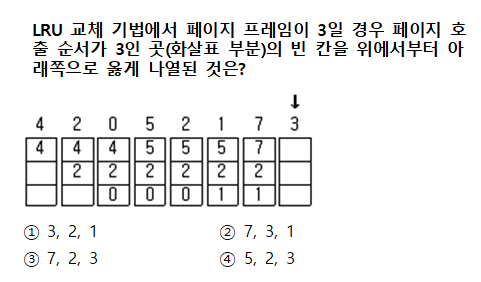 LRU 교체 기법에서 페이지 프레임이 3일 경우 페이지 호
출 순서가 3인 곳(화살표 부분)의 빈 칸을 위에서부터 아
래쪽으로 옳게 나열된 것은?
↓
4 2 0 5 2 1 7 3
4 4 4 5 5 5 7
2 2 2 2 2 2
0 0 0 1 1
① 3, 2, 1 ② 7, 3, 1
③ 7, 2, 3 ④ 5, 2, 3